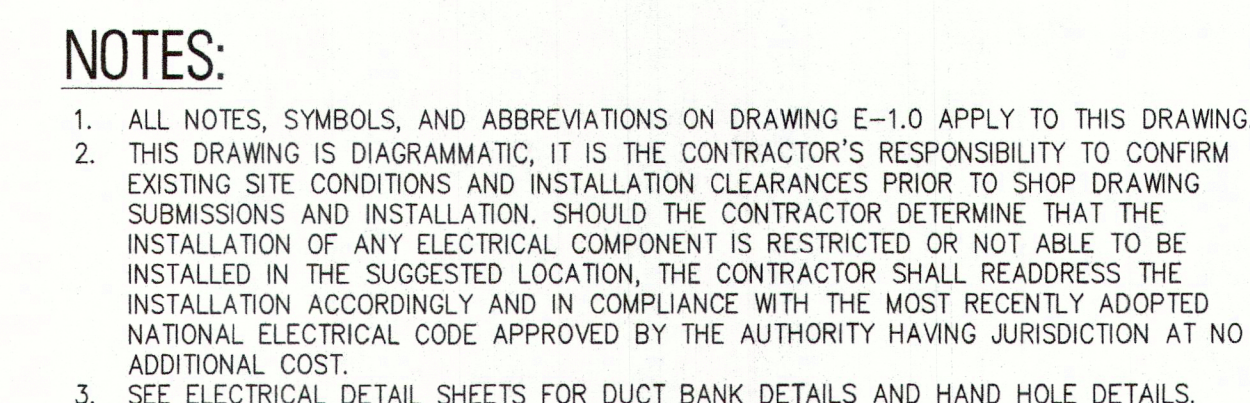 NOTES:
1. ALL NOTES, SYMBOLS, AND ABBREVIATIONS ON DRAWING E-1.0 APPLY TO THIS DRAWING.
2. THIS DRAWING IS DIAGRAMMATIC, IT IS THE CONTRACTOR'S RESPONSIBILITY TO CONFIRM
EXISTING SITE CONDITIONS AND INSTALLATION CLEARANCES PRIOR TO SHOP DRAWING
SUBMISSIONS AND INSTALLATION. SHOULD THE CONTRACTOR DETERMINE THAT THE
INSTALLATION OF ANY ELECTRICAL COMPONENT IS RESTRICTED OR NOT ABLE TO BE
INSTALLED IN THE SUGGESTED LOCATION, THE CONTRACTOR SHALL READDRESS THE
INSTALLATION ACCORDINGLY AND IN COMPLIANCE WITH THE MOST RECENTLY ADOPTED
NATIONAL ELECTRICAL CODE APPROVED BY THE AUTHORITY HAVING JURISDICTION AT NO
ADDITIONAL COST.
3. SEE ELECTRICAL DETAIL SHEETS FOR DUCT BANK DETAILS AND HAND HOLE DETAILS.